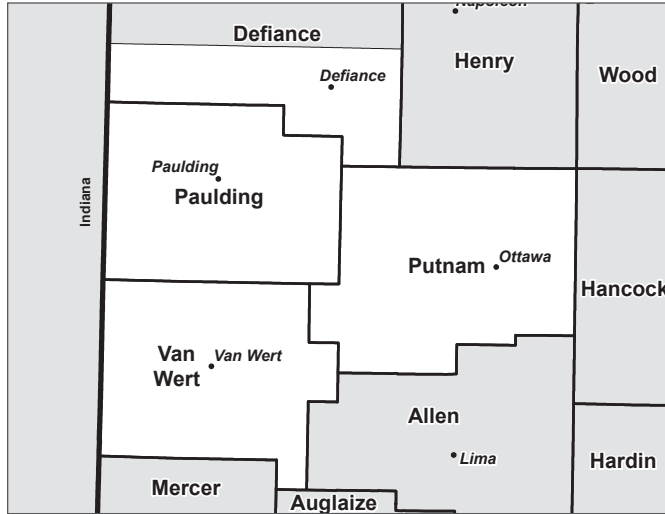 Napoleon
Defiance
Henry
Wood
Defiance
Paulding
Paulding
Indiana
Putnam
Ottawa
Hancock
Van
Wert
Van Wert
Allen
Lima
Hardin
Mercer
Auglaize